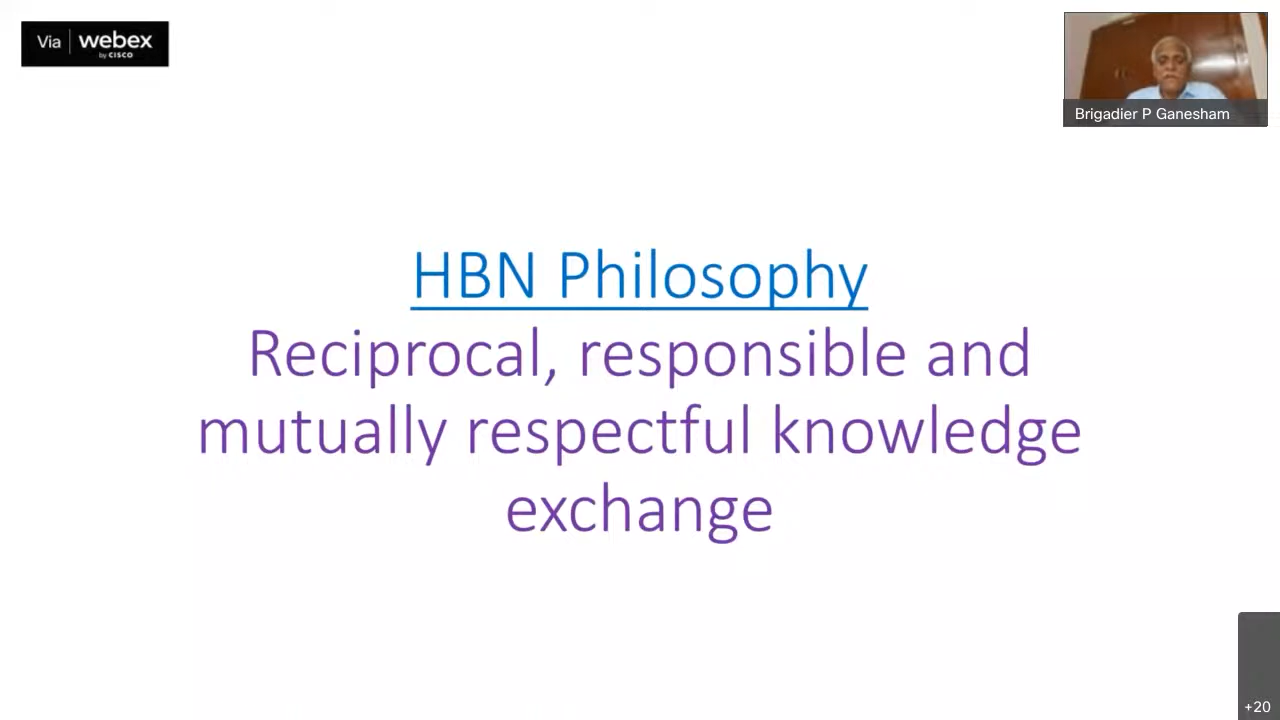 Via webex
by CISCO
Brigadier P Ganesham
HBN Philosophy
Reciprocal, responsible and
mutually respectful knowledge
exchange
+20